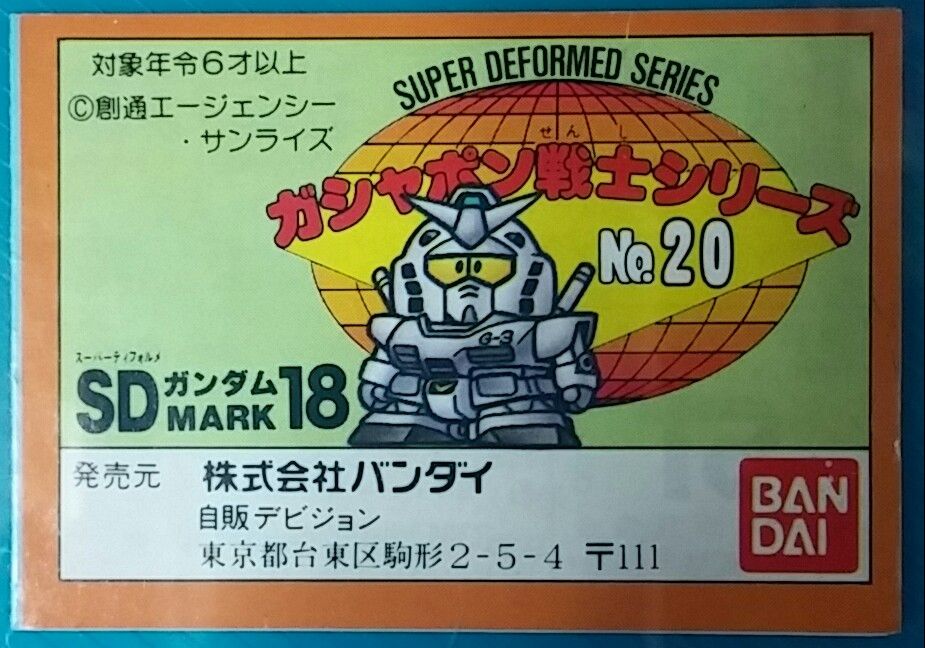 対象年令6才以上
©創通エージェンシー
・サンライズ
SUPER DEFORMED SERIES
せんし
ガシャポン戦士シリーズ
No.20
G-3
スーパーディフォルメ
SDガンダム
MARK 18
発売元 株式会社バンダイ
自販デビジョン
東京都台東区駒形2-5-4 〒111
BAN
DAI